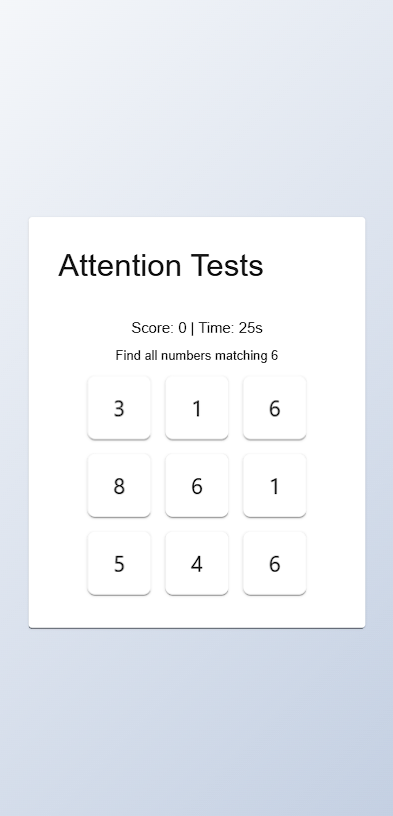 Attention Tests
Score: 0 | Time: 25s
Find all numbers matching 6
3 1 6
8 6 1
5 4 6